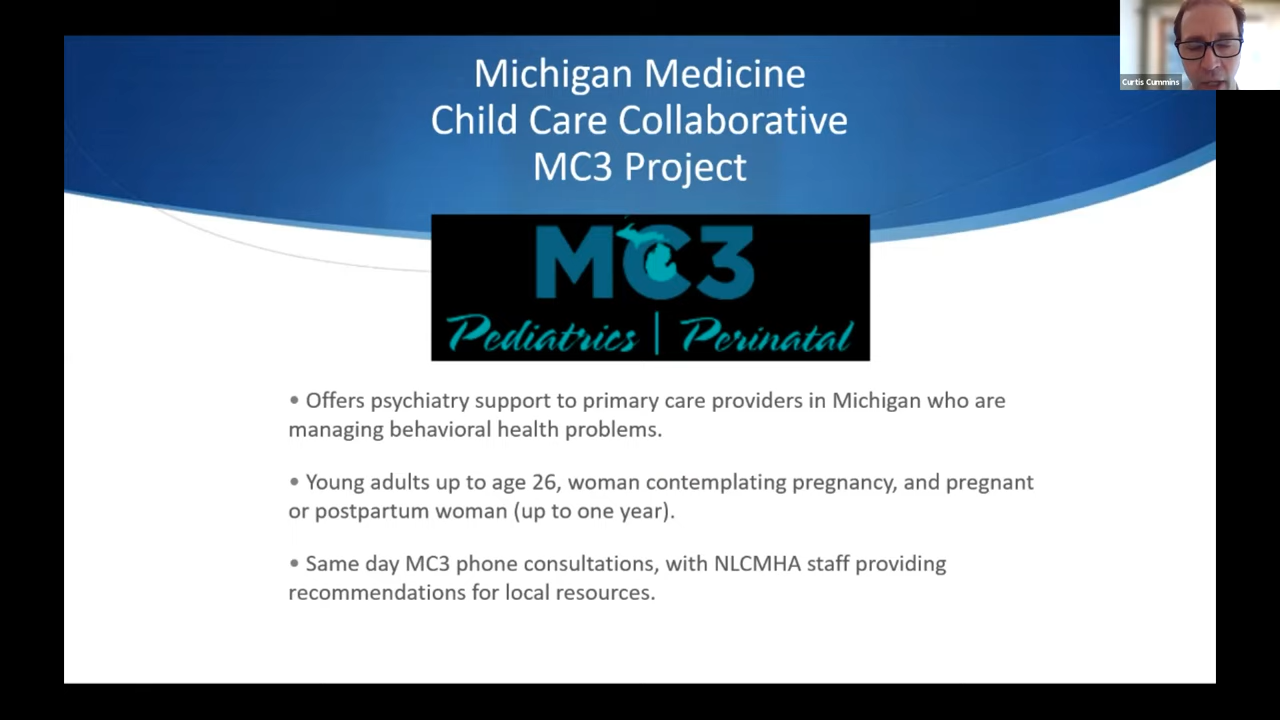 Michigan Medicine
Child Care Collaborative
MC3 Project
Curtis Cummins
MC3
Pediatrics | Perinatal
• Offers psychiatry support to primary care providers in Michigan who are
managing behavioral health problems.
• Young adults up to age 26, woman contemplating pregnancy, and pregnant
or postpartum woman (up to one year).
• Same day MC3 phone consultations, with NLCMHA staff providing
recommendations for local resources.